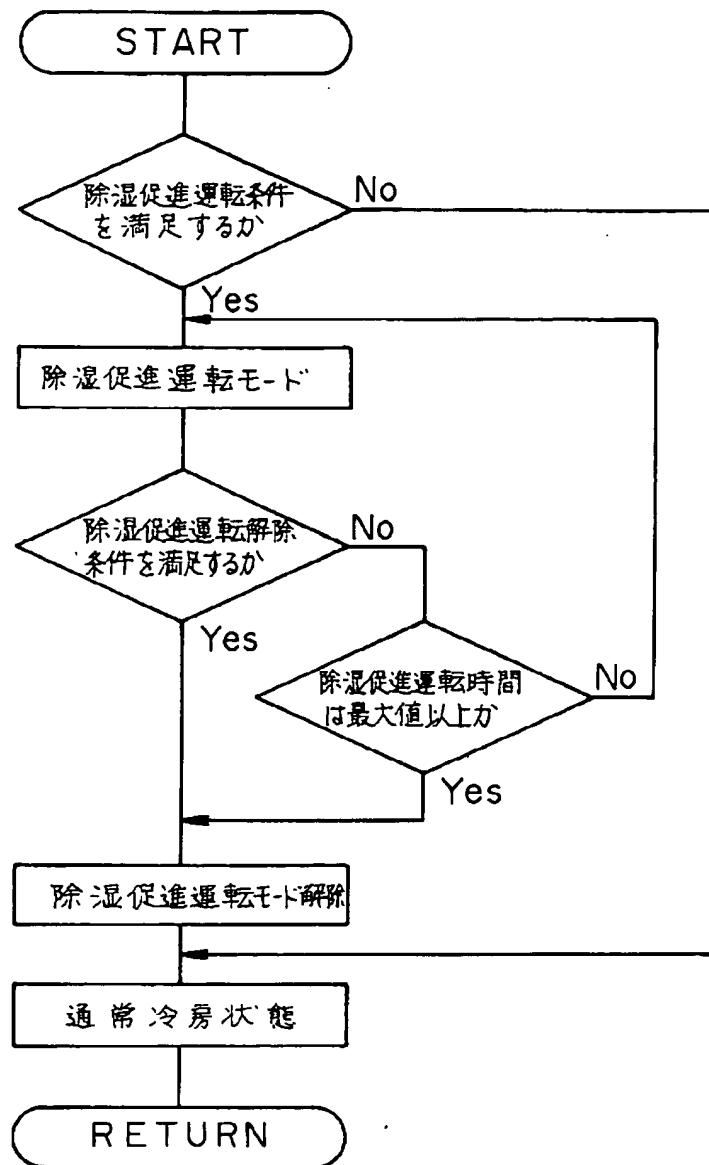 START
除湿促進運転条件
を満足するか
No
Yes
除湿促進運転モード
除湿促進運転解除
条件を満足するか
No
Yes
除湿促進運転時間
は最大値以上か
No
Yes
除湿促進運転モード解除
通常冷房状態
RETURN